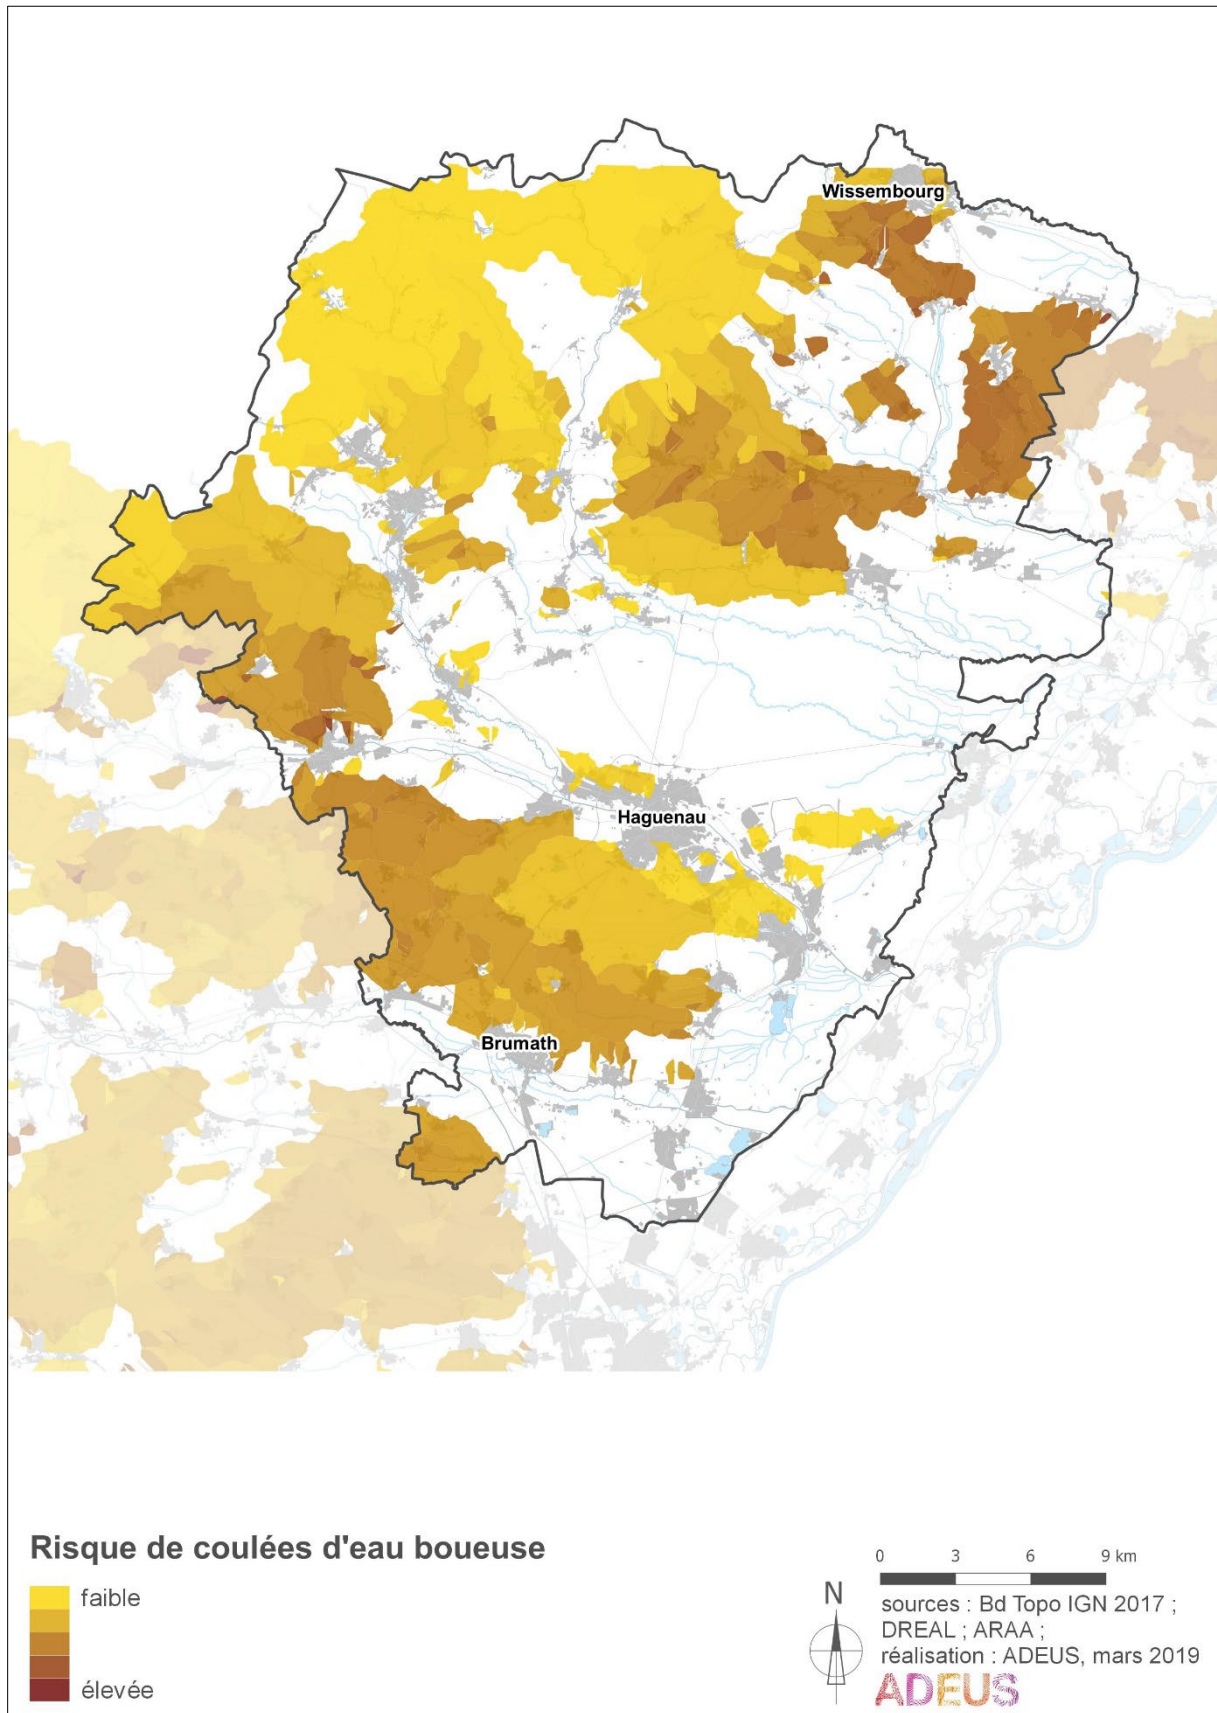 Wissembourg
Haguenau
Brumath
Risque de coulées d'eau boueuse
faible
élevée
0 3 6 9 km
N
sources : Bd Topo IGN 2017 ;
DREAL ; ARAA ;
réalisation : ADEUS, mars 2019
ADEUS